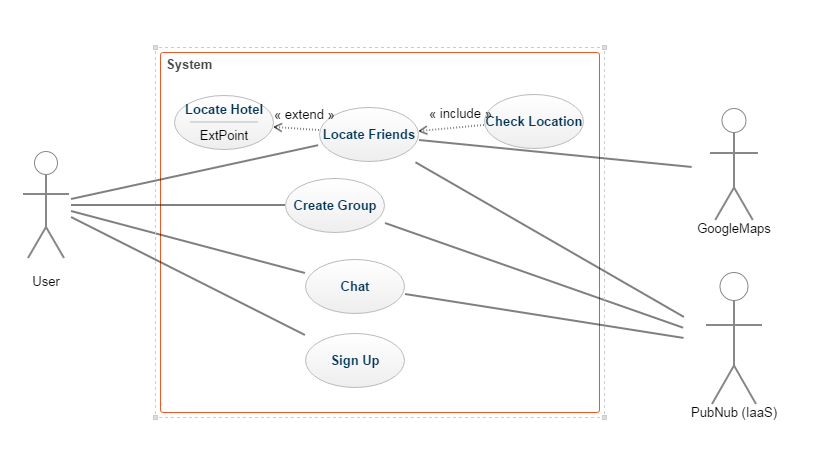 System
Locate Hotel
ExtPoint
« extend »
Locate Friends
« include »
Check Location
Create Group
Chat
Sign Up
User
GoogleMaps
PubNub (IaaS)